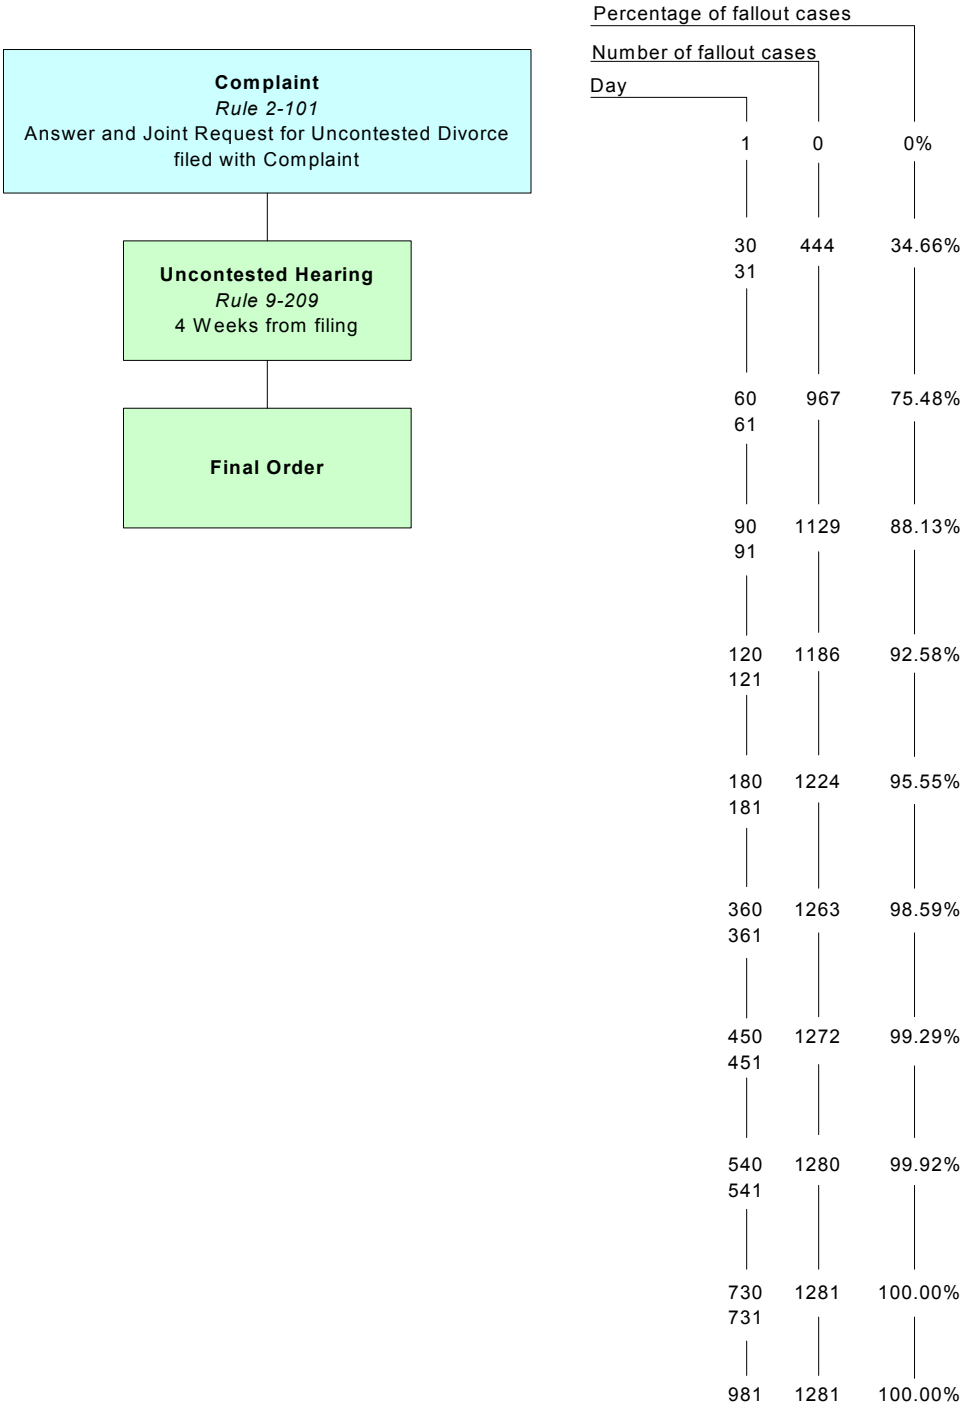 Percentage of fallout cases
Number of fallout cases
Day
Complaint
Rule 2-101
Answer and Joint Request for Uncontested Divorce
filed with Complaint
Uncontested Hearing
Rule 9-209
4 Weeks from filing
Final Order
1 0 0%
30 444 34.66%
31
60 967 75.48%
61
90 1129 88.13%
91
120 1186 92.58%
121
180 1224 95.55%
181
360 1263 98.59%
361
450 1272 99.29%
451
540 1280 99.92%
541
730 1281 100.00%
731
981 1281 100.00%